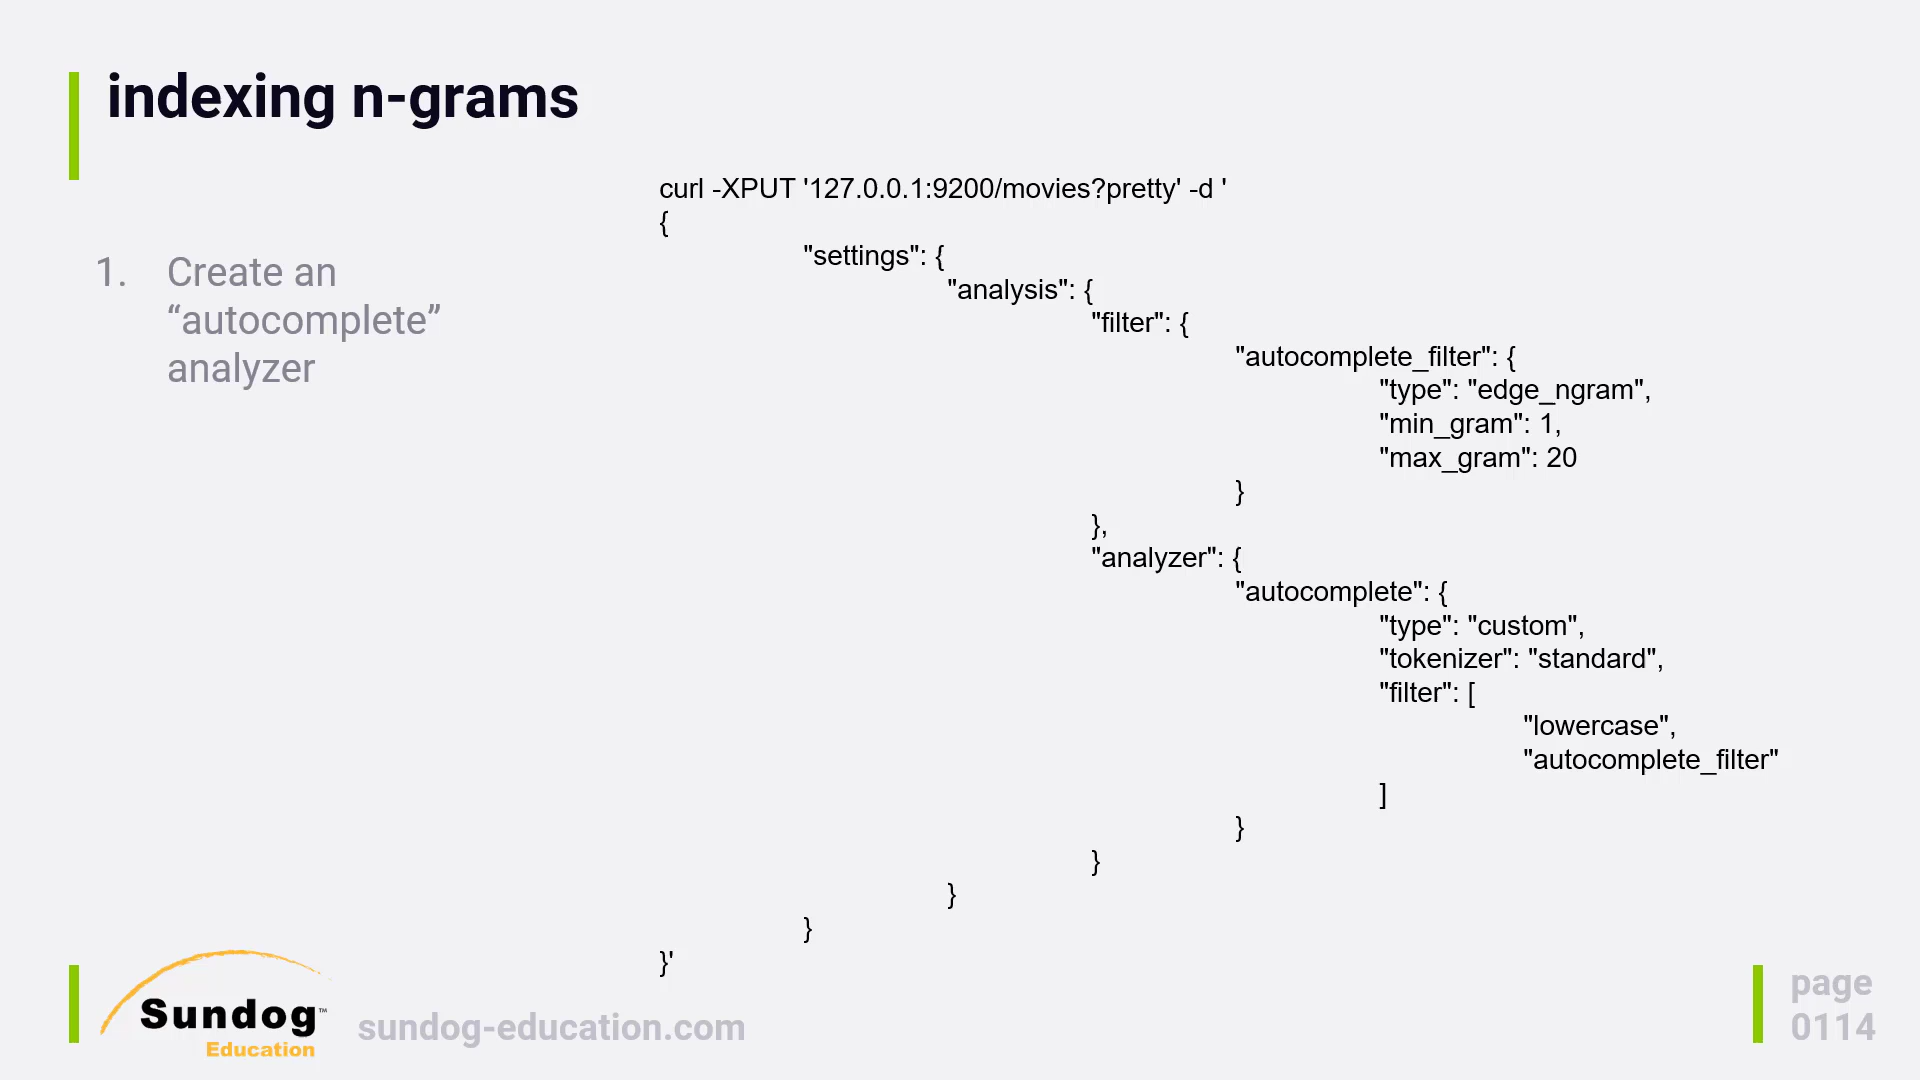 indexing n-grams
1. Create an
“autocomplete”
analyzer
curl -XPUT '127.0.0.1:9200/movies?pretty' -d '
{
"settings": {
"analysis": {
"filter": {
"autocomplete_filter": {
"type": "edge_ngram",
"min_gram": 1,
"max_gram": 20
}
},
"analyzer": {
"autocomplete": {
"type": "custom",
"tokenizer": "standard",
"filter": [
"lowercase",
"autocomplete_filter"
]
}
}
}
}
}'
Sundog™
Education
sundog-education.com
page
0114